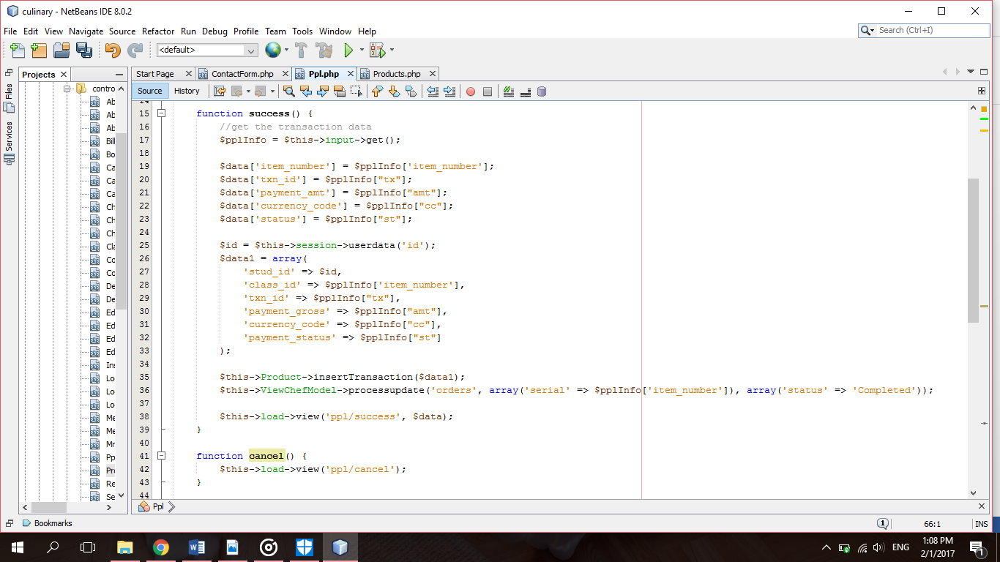 culinary - NetBeans IDE 8.0.2
File Edit View Navigate Source Refactor Run Debug Profile Team Tools Window Help
Search (Ctrl+I)
<default>
Projects
Start Page
ContactForm.php
Ppl.php
Products.php
Files
Services
Source History
contro
Ab
Ab
Ab
Bill
Bo
Ca
Ca
Ca
Ch
Ch
Ch
Cla
Co
Co
De
De
Ed
Ed
Ed
Ed
Ins
Lo
Lo
Lo
Me
Me
Mr
Pp
Pr
Re
Se
14
15 function success() {
16 //get the transaction data
17 $pplInfo = $this->input->get();
18
19 $data['item_number'] = $pplInfo['item_number'];
20 $data['txn_id'] = $pplInfo["tx"];
21 $data['payment_amt'] = $pplInfo["amt"];
22 $data['currency_code'] = $pplInfo["cc"];
23 $data['status'] = $pplInfo["st"];
24
25 $id = $this->session->userdata('id');
26 $data1 = array(
27 'stud_id' => $id,
28 'class_id' => $pplInfo['item_number'],
29 'txn_id' => $pplInfo["tx"],
30 'payment_gross' => $pplInfo["amt"],
31 'currency_code' => $pplInfo["cc"],
32 'payment_status' => $pplInfo["st"]
33 );
34
35 $this->Product->insertTransaction($data1);
36 $this->ViewChefModel->processupdate('orders', array('serial' => $pplInfo['item_number']), array('status' => 'Completed'));
37
38 $this->load->view('ppl/success', $data);
39 }
40
41 function cancel() {
42 $this->load->view('ppl/cancel');
43 }
44
Ppl
Bookmarks
1
66:1
INS
ENG
1:08 PM
2/1/2017
1